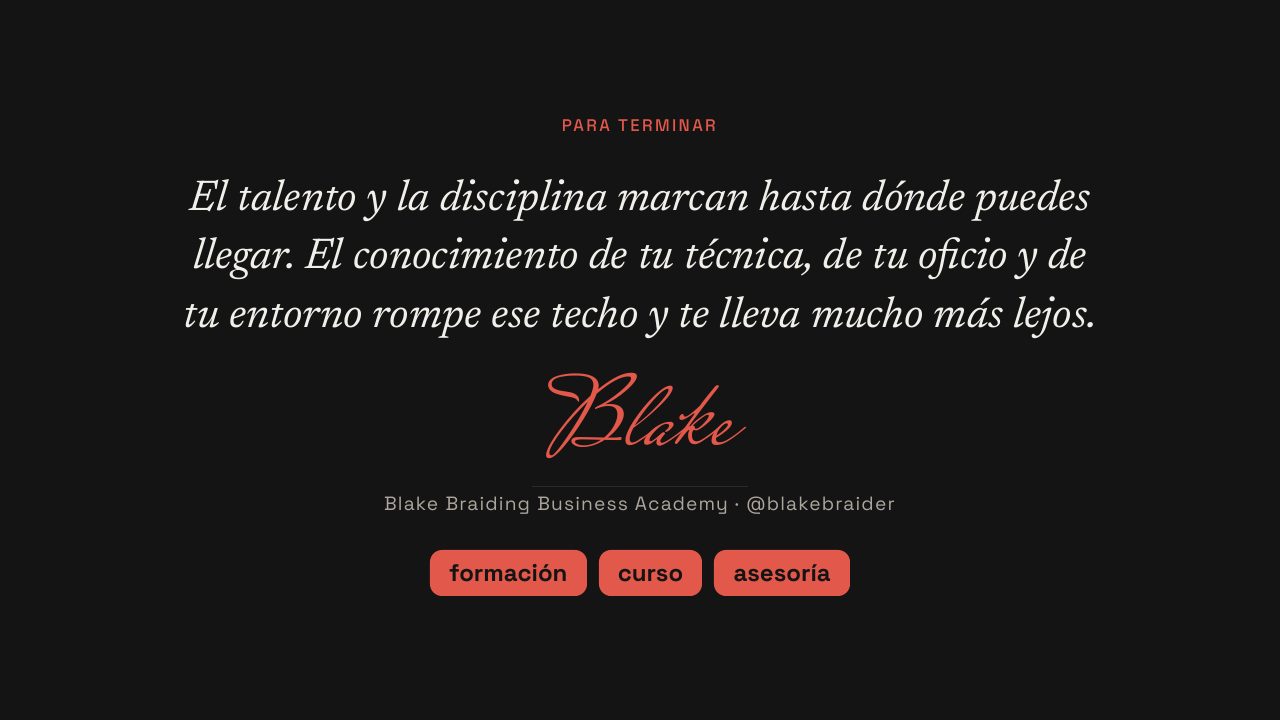 PARA TERMINAR
El talento y la disciplina marcan hasta dónde puedes
llegar. El conocimiento de tu técnica, de tu oficio y de
tu entorno rompe ese techo y te lleva mucho más lejos.
Blake
Blake Braiding Business Academy · @blakebraider
formación curso asesoría